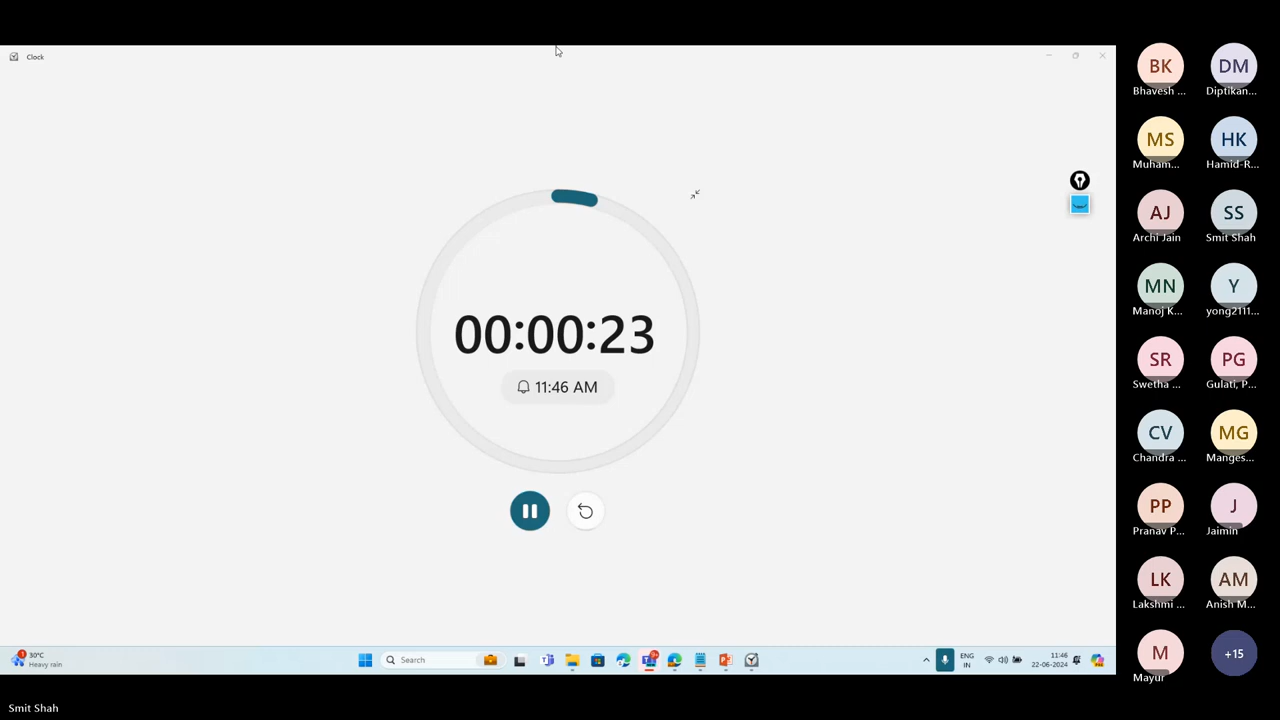 Clock
00:00:23
11:46 AM
30°C
Heavy rain
Search
ENG
IN
11:46
22-06-2024
BK
Bhavesh ...
DM
Diptikan...
MS
Muham...
HK
Hamid-R...
AJ
Archi Jain
SS
Smit Shah
MN
Manoj K...
Y
yong2111...
SR
Swetha ...
PG
Gulati, P...
CV
Chandra ...
MG
Manges...
PP
Pranav P...
J
Jaimin
LK
Lakshmi ...
AM
Anish M...
M
Mayur
+15
Smit Shah